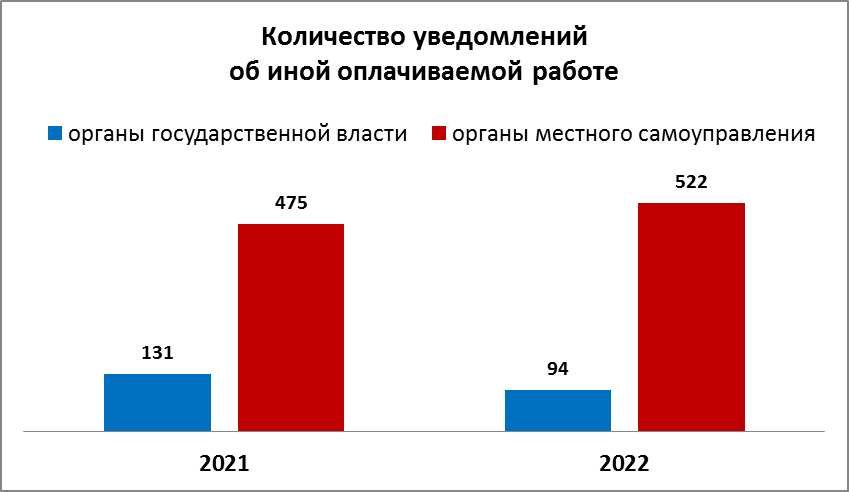 Количество уведомлений
об иной оплачиваемой работе
органы государственной власти органы местного самоуправления
522
475
131
94
2021 2022